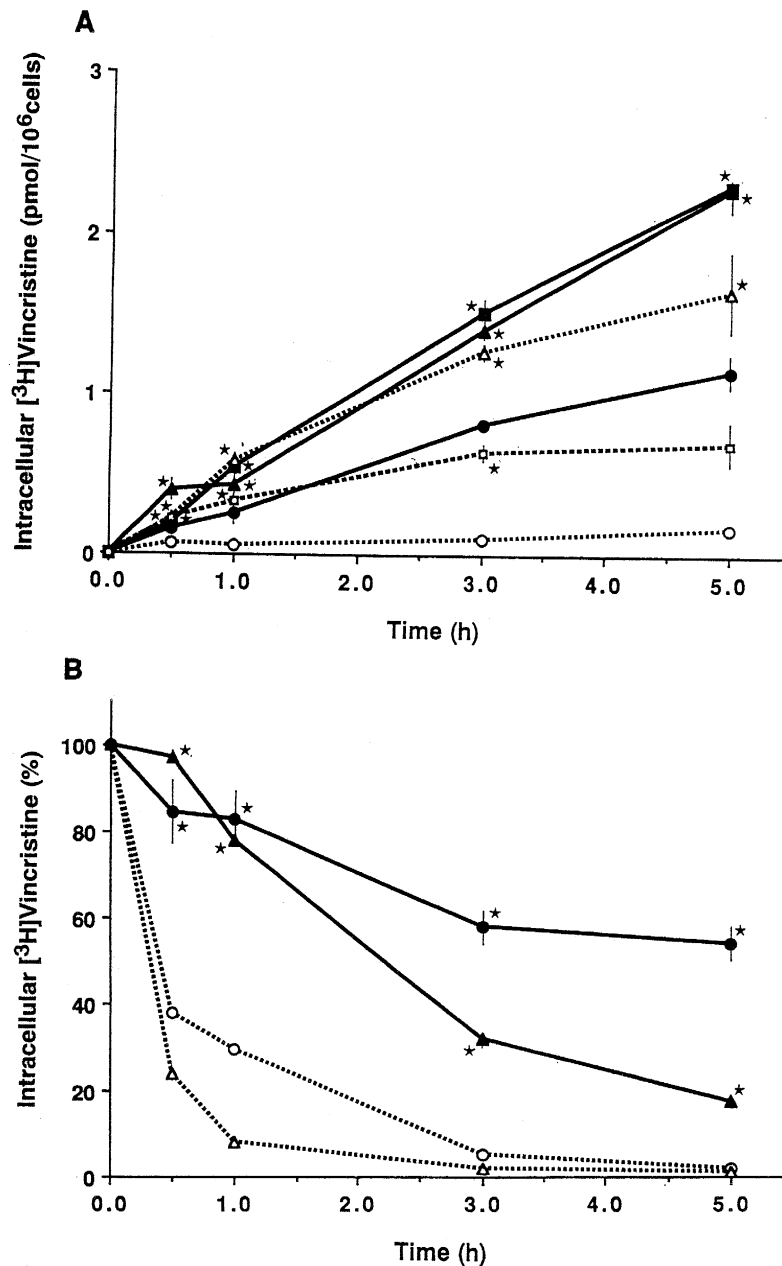 A
Intracellular [³H]Vincristine (pmol/10⁶cells)
3
2
1
0
0.0 1.0 2.0 3.0 4.0 5.0
Time (h)
B
Intracellular [³H]Vincristine (%)
100
80
60
40
20
0
0.0 1.0 2.0 3.0 4.0 5.0
Time (h)